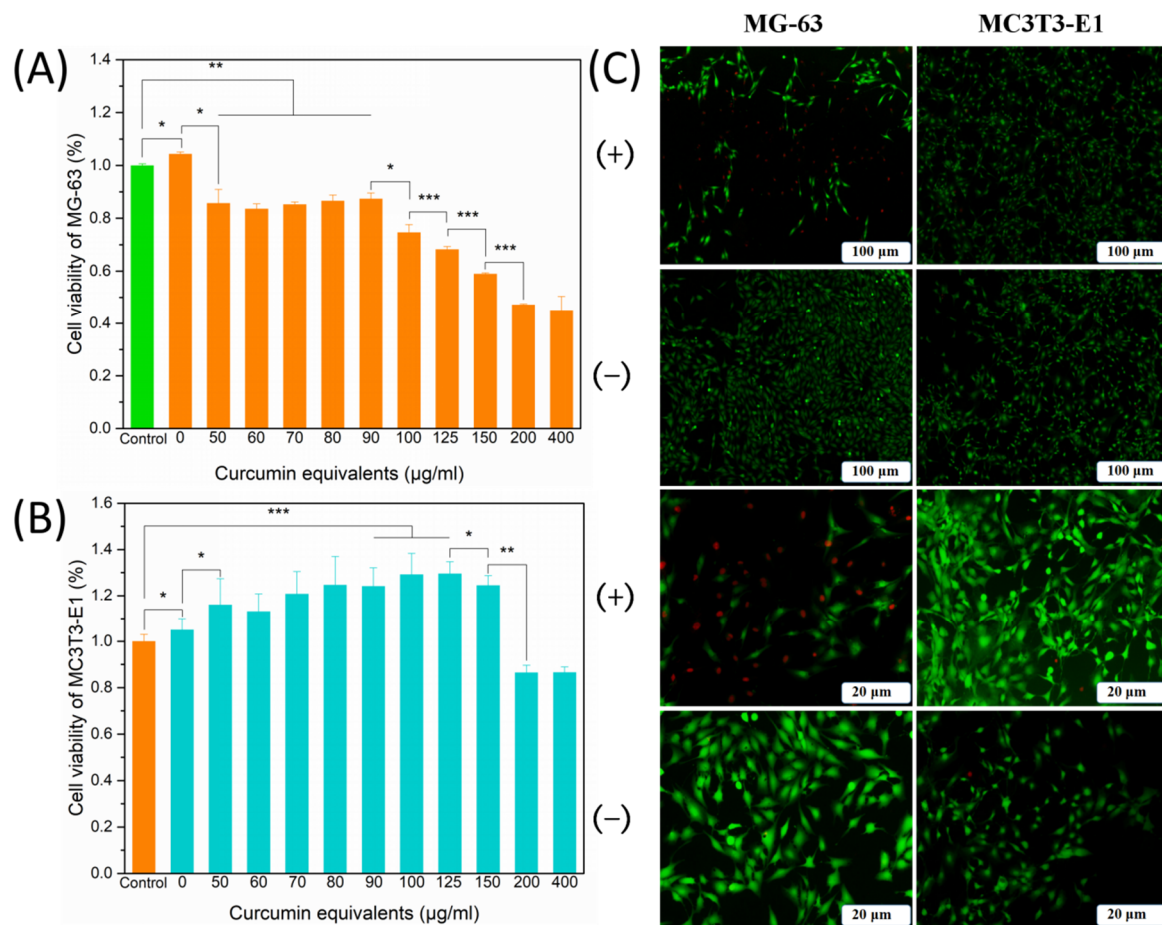 (A)
Cell viability of MG-63 (%)
1.4
1.2
1.0
0.8
0.6
0.4
0.2
0.0
**
*
*
*
***
***
***
Control 0 50 60 70 80 90 100 125 150 200 400
Curcumin equivalents (µg/ml)
(B)
Cell viability of MC3T3-E1 (%)
1.6
1.4
1.2
1.0
0.8
0.6
0.4
0.2
0.0
***
*
*
*
**
Control 0 50 60 70 80 90 100 125 150 200 400
Curcumin equivalents (µg/ml)
(C)
MG-63 MC3T3-E1
(+)
100 µm 100 µm
(−)
100 µm 100 µm
(+)
20 µm 20 µm
(−)
20 µm 20 µm